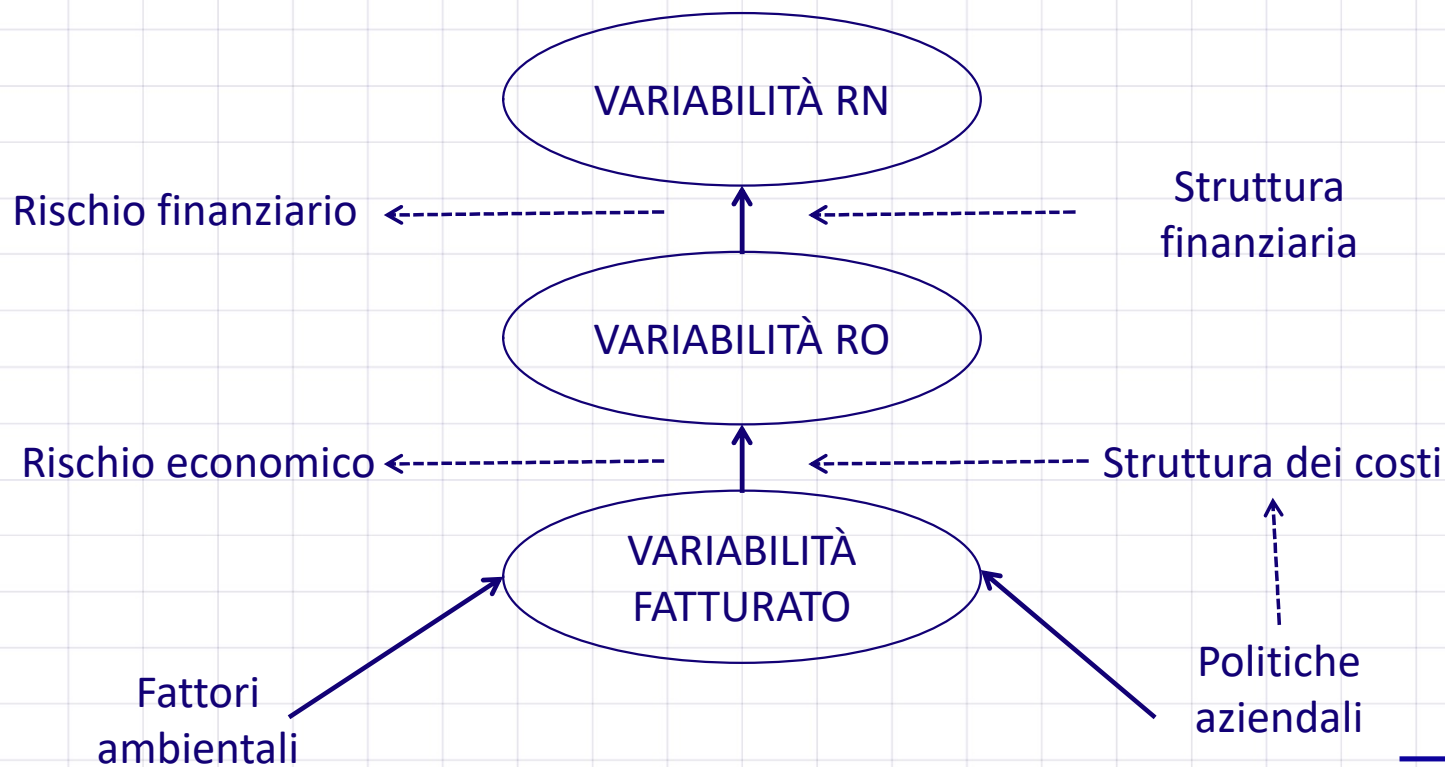 VARIABILITÀ RN
Rischio finanziario
Struttura
finanziaria
VARIABILITÀ RO
Rischio economico
Struttura dei costi
VARIABILITÀ
FATTURATO
Fattori
ambientali
Politiche
aziendali